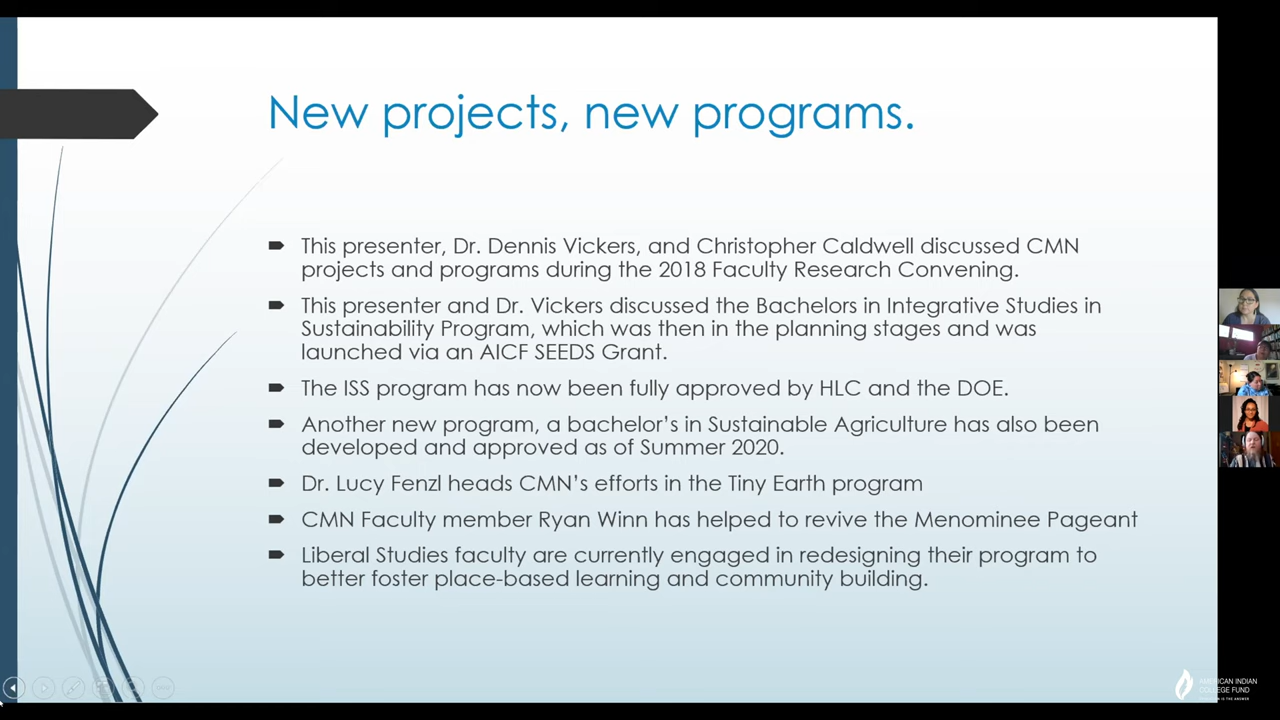 New projects, new programs.
This presenter, Dr. Dennis Vickers, and Christopher Caldwell discussed CMN
projects and programs during the 2018 Faculty Research Convening.
This presenter and Dr. Vickers discussed the Bachelors in Integrative Studies in
Sustainability Program, which was then in the planning stages and was
launched via an AICF SEEDS Grant.
The ISS program has now been fully approved by HLC and the DOE.
Another new program, a bachelor's in Sustainable Agriculture has also been
developed and approved as of Summer 2020.
Dr. Lucy Fenzl heads CMN's efforts in the Tiny Earth program
CMN Faculty member Ryan Winn has helped to revive the Menominee Pageant
Liberal Studies faculty are currently engaged in redesigning their program to
better foster place-based learning and community building.
AMERICAN INDIAN
COLLEGE FUND
EDUCATION IS THE ANSWER